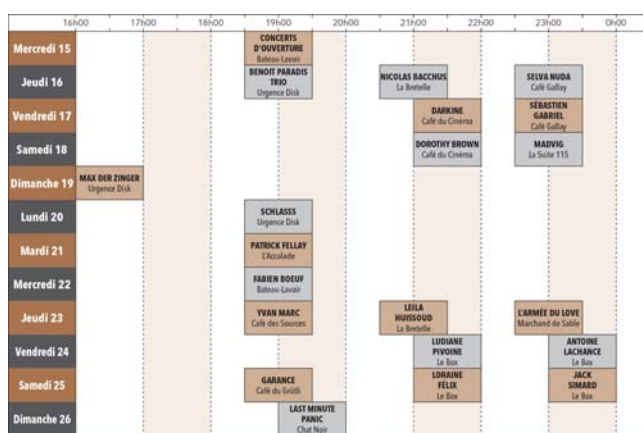 16h00 17h00 18h00 19h00 20h00 21h00 22h00 23h00 0h00
Mercredi 15
CONCERTS
D'OUVERTURE
Bateau-Lavoir
Jeudi 16
BENOIT PARADIS
TRIO
Urgence Disk
NICOLAS BACCHUS
La Bretelle
SELVA NUDA
Café Gallay
Vendredi 17
DARKINE
Café du Cinéma
SÉBASTIEN
GABRIEL
Café Gallay
Samedi 18
DOROTHY BROWN
Café du Cinéma
MADVIG
La Suite 115
Dimanche 19
MAX DER ZINGER
Urgence Disk
Lundi 20
SCHLASSS
Urgence Disk
Mardi 21
PATRICK FELLAY
L'Accolade
Mercredi 22
FABIEN BOEUF
Bateau-Lavoir
Jeudi 23
YVAN MARC
Café des Sources
LEILA
HUISSOUD
La Bretelle
L'ARMÉE DU LOVE
Marchand de Sable
Vendredi 24
LUDIANE
PIVOINE
Le Box
ANTOINE
LACHANCE
Le Box
Samedi 25
GARANCE
Café du Grütli
LORAINE
FÉLIX
Le Box
JACK
SIMARD
Le Box
Dimanche 26
LAST MINUTE
PANIC
Chat Noir